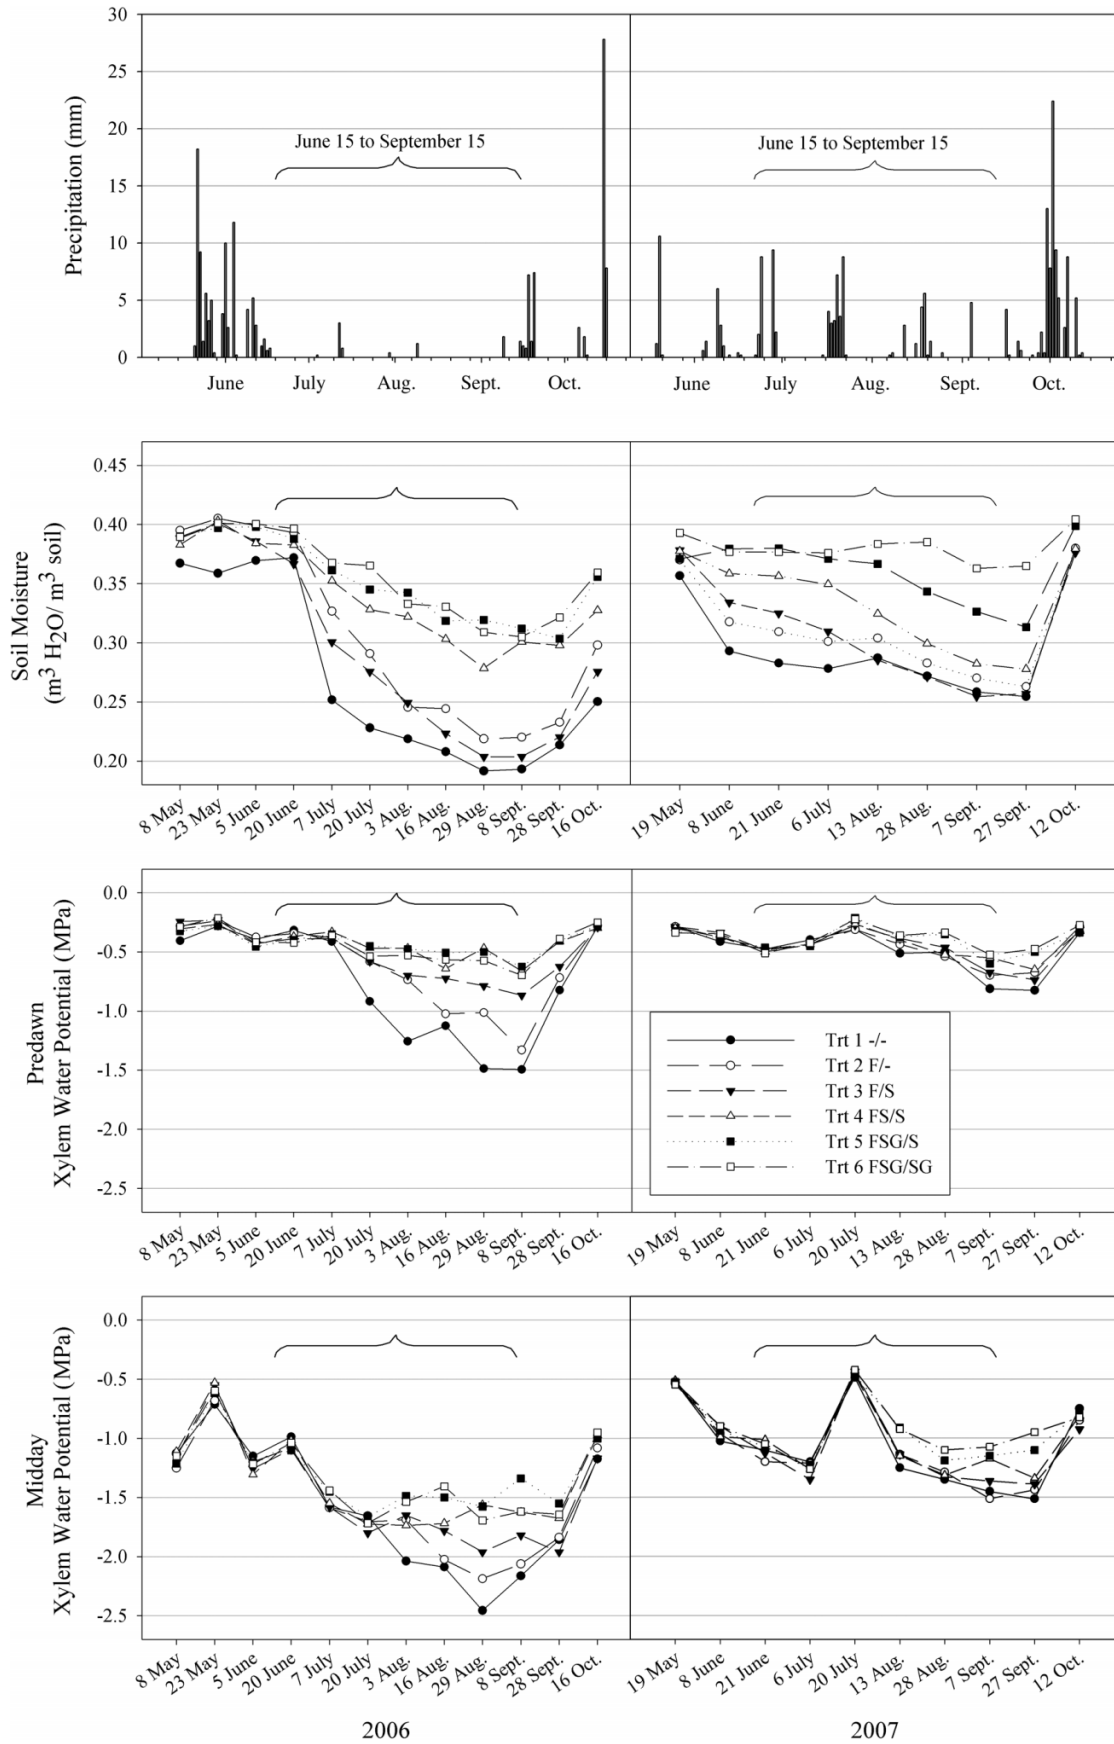 30
25
20
15
10
5
0
Precipitation (mm)
June 15 to September 15
June 15 to September 15
June July Aug. Sept. Oct.
June July Aug. Sept. Oct.
0.45
0.40
0.35
0.30
0.25
0.20
Soil Moisture
(m³ H₂O/ m³ soil)
8 May 23 May 5 June 20 June 7 July 20 July 3 Aug. 16 Aug. 29 Aug. 8 Sept. 28 Sept. 16 Oct.
19 May 8 June 21 June 6 July 13 Aug. 28 Aug. 7 Sept. 27 Sept. 12 Oct.
0.0
-0.5
-1.0
-1.5
-2.0
-2.5
Predawn
Xylem Water Potential (MPa)
Trt 1 -/-
Trt 2 F/-
Trt 3 F/S
Trt 4 FS/S
Trt 5 FSG/S
Trt 6 FSG/SG
8 May 23 May 5 June 20 June 7 July 20 July 3 Aug. 16 Aug. 29 Aug. 8 Sept. 28 Sept. 16 Oct.
19 May 8 June 21 June 6 July 20 July 13 Aug. 28 Aug. 7 Sept. 27 Sept. 12 Oct.
0.0
-0.5
-1.0
-1.5
-2.0
-2.5
Midday
Xylem Water Potential (MPa)
8 May 23 May 5 June 20 June 7 July 20 July 3 Aug. 16 Aug. 29 Aug. 8 Sept. 28 Sept. 16 Oct.
19 May 8 June 21 June 6 July 20 July 13 Aug. 28 Aug. 7 Sept. 27 Sept. 12 Oct.
2006
2007